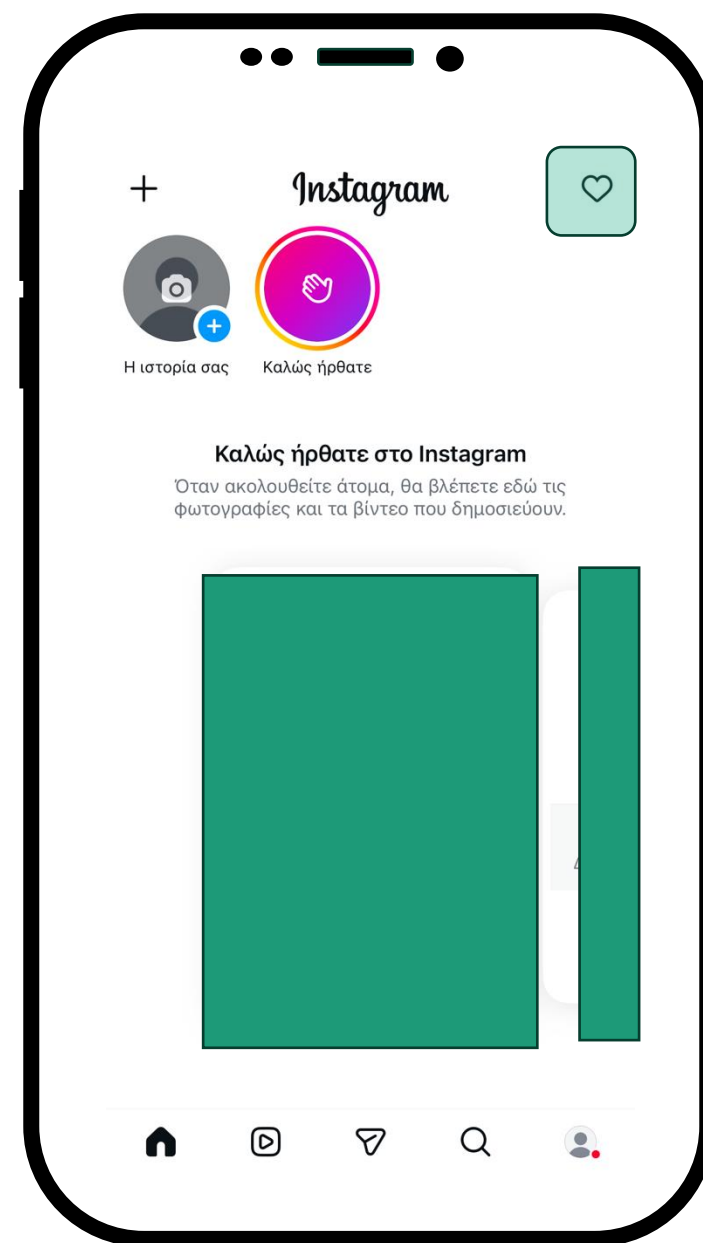 Instagram
Η ιστορία σας
Καλώς ήρθατε
Καλώς ήρθατε στο Instagram
Όταν ακολουθείτε άτομα, θα βλέπετε εδώ τις
φωτογραφίες και τα βίντεο που δημοσιεύουν.